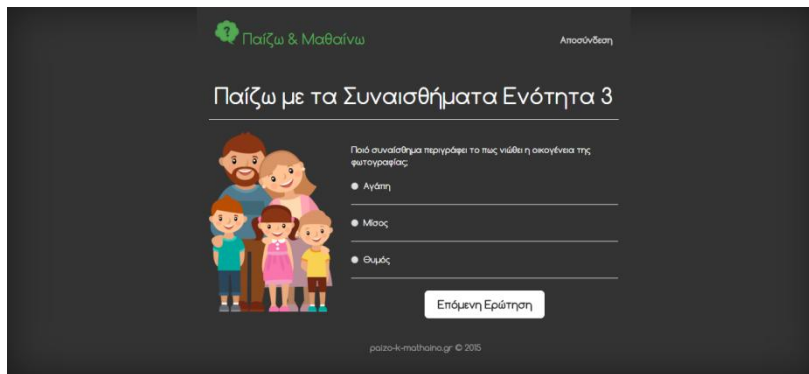 Παίζω & Μαθαίνω
Αποσύνδεση
Παίζω με τα Συναισθήματα Ενότητα 3
Ποιό συναίσθημα περιγράφει το πως νιώθει η οικογένεια της
φωτογραφίας;
Αγάπη
Μίσος
Θυμός
Επόμενη Ερώτηση
paizo-k-mathaino.gr © 2015